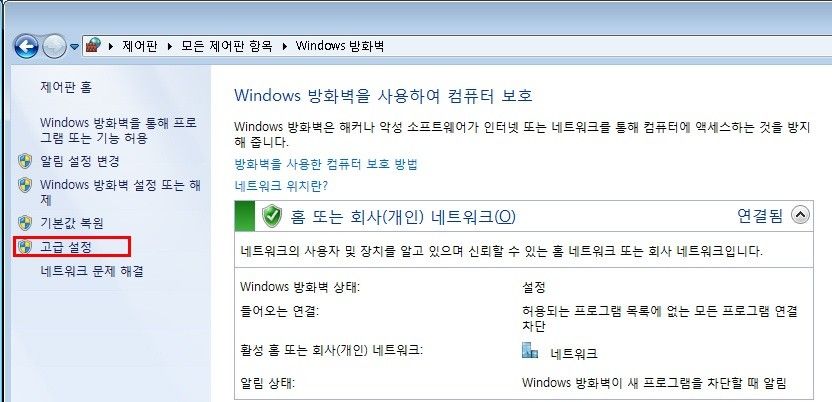 제어판 ▸ 모든 제어판 항목 ▸ Windows 방화벽
제어판 홈
Windows 방화벽을 통해 프로
그램 또는 기능 허용
알림 설정 변경
Windows 방화벽 설정 또는 해
제
기본값 복원
고급 설정
네트워크 문제 해결
Windows 방화벽을 사용하여 컴퓨터 보호
Windows 방화벽은 해커나 악성 소프트웨어가 인터넷 또는 네트워크를 통해 컴퓨터에 액세스하는 것을 방지
해 줍니다.
방화벽을 사용한 컴퓨터 보호 방법
네트워크 위치란?
홈 또는 회사(개인) 네트워크(O) 연결됨
네트워크의 사용자 및 장치를 알고 있으며 신뢰할 수 있는 홈 네트워크 또는 회사 네트워크입니다.
Windows 방화벽 상태: 설정
들어오는 연결: 허용되는 프로그램 목록에 없는 모든 프로그램 연결
차단
활성 홈 또는 회사(개인) 네트워크: 네트워크
알림 상태: Windows 방화벽이 새 프로그램을 차단할 때 알림